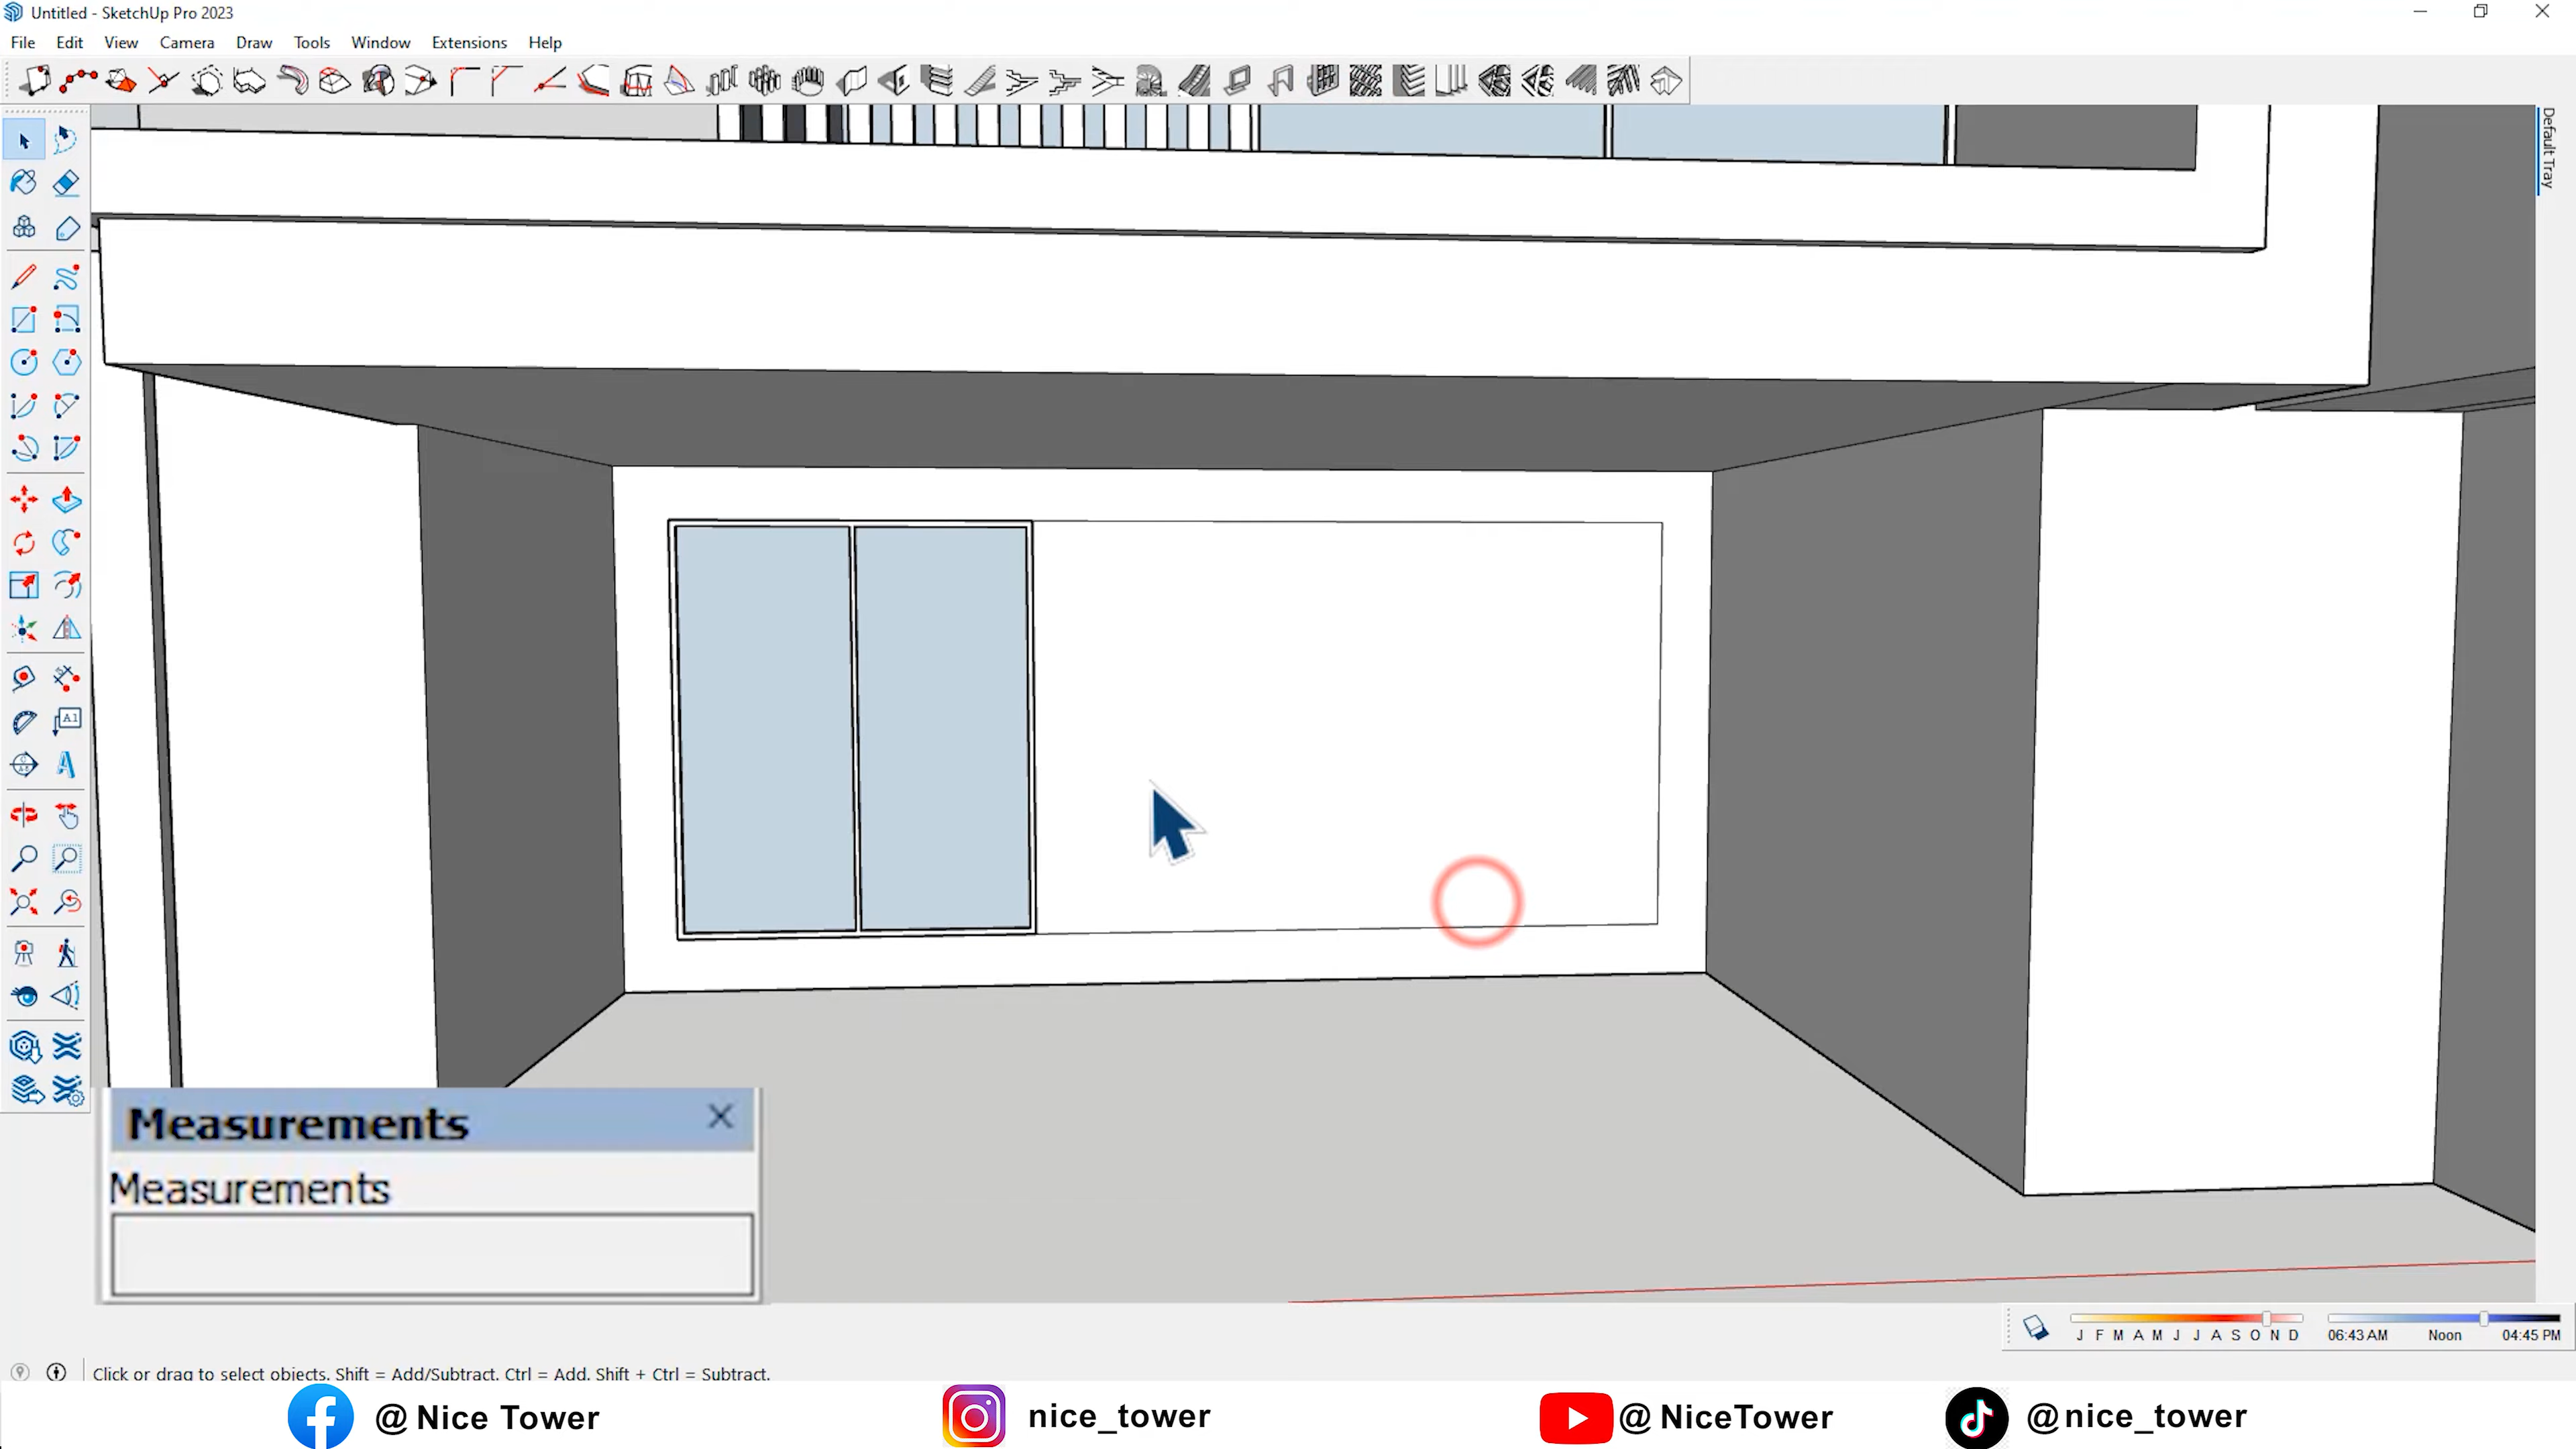 Untitled - SketchUp Pro 2023
File Edit View Camera Draw Tools Window Extensions Help
Default Tray
A1
A
Measurements
Measurements
J F M A M J J A S O N D 06:43 AM Noon 04:45 PM
Click or drag to select objects. Shift = Add/Subtract. Ctrl = Add. Shift + Ctrl = Subtract.
@ Nice Tower nice_tower @ NiceTower @nice_tower